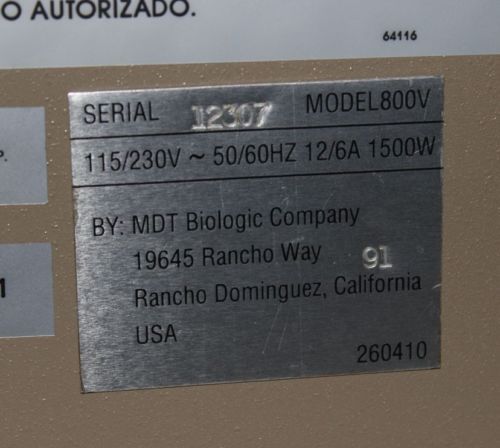 O AUTORIZADO.
64116
P.
SERIAL 12307 MODEL800V
115/230V ~ 50/60HZ 12/6A 1500W
BY: MDT Biologic Company
19645 Rancho Way 91
Rancho Dominguez, California
USA
260410